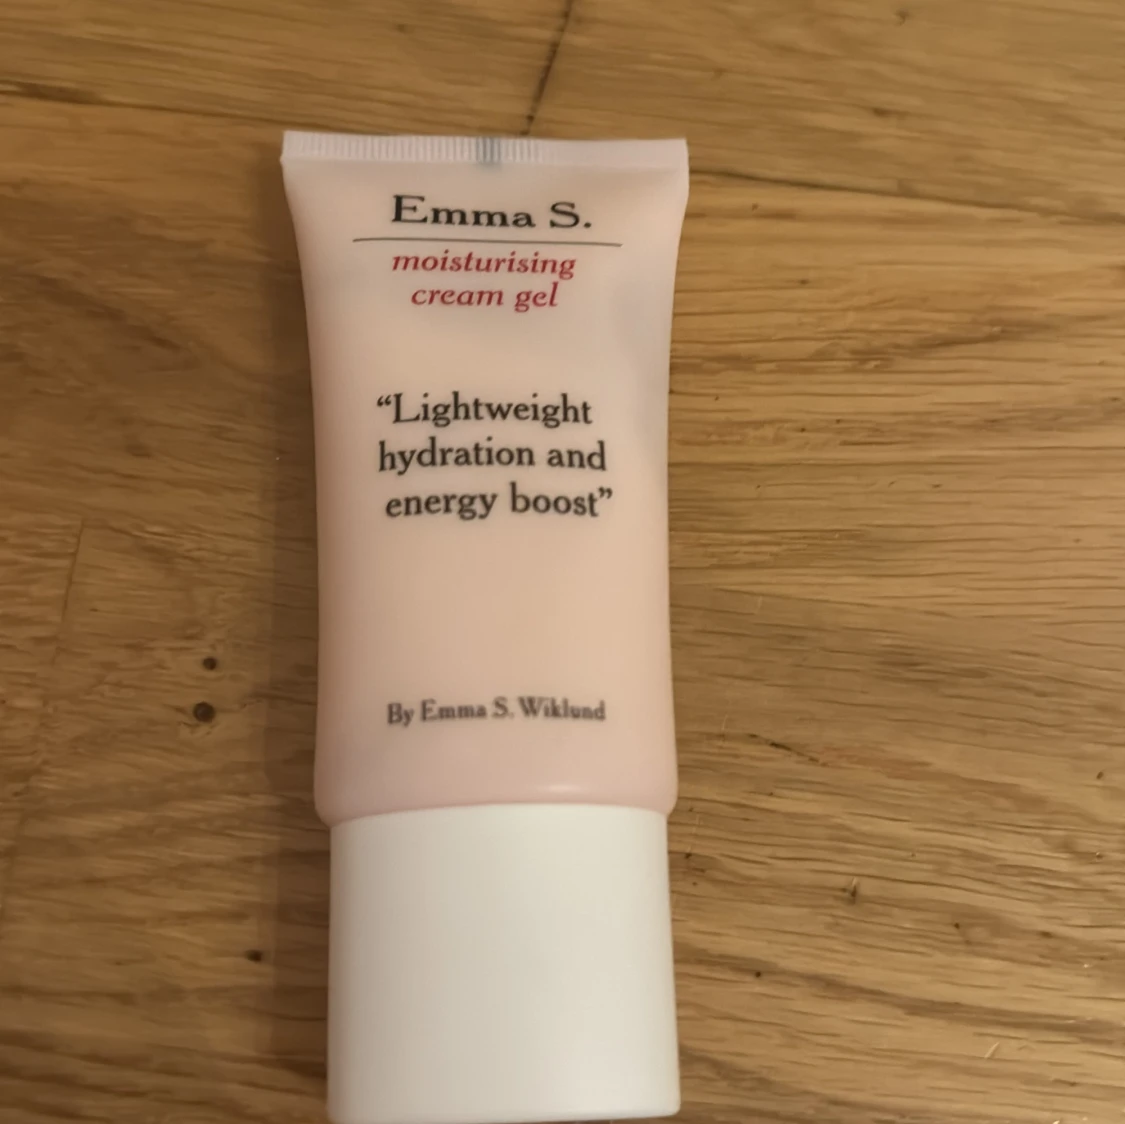 Emma S.
moisturising
cream gel
“Lightweight
hydration and
energy boost”
By Emma S. Wiklund